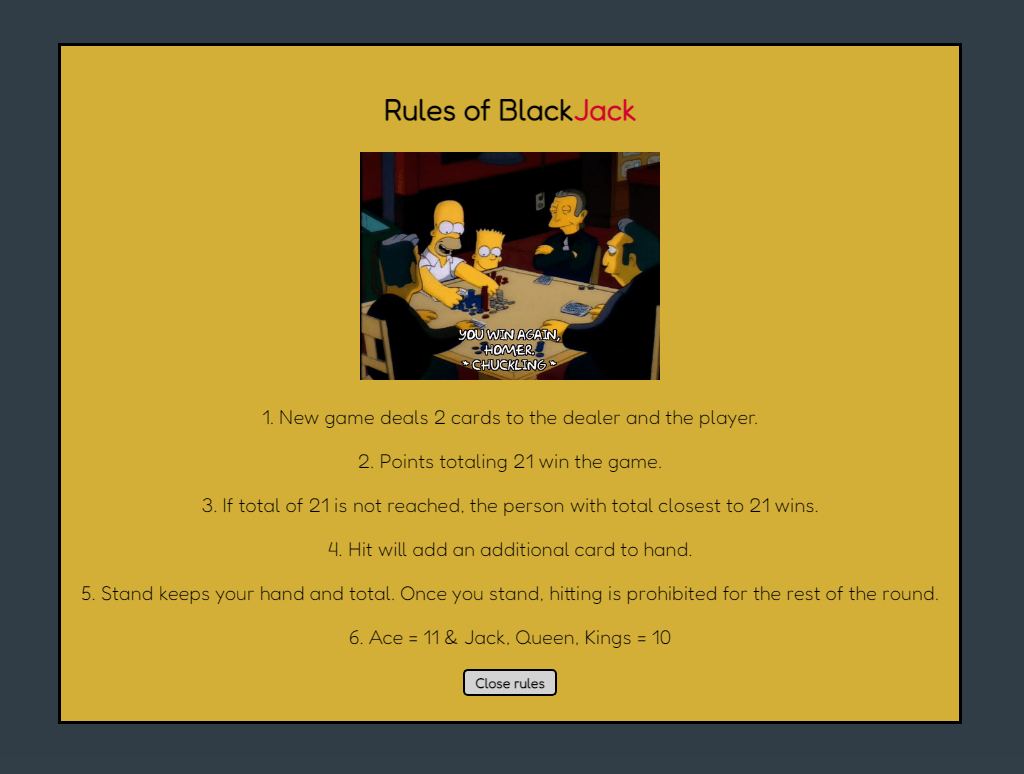 Rules of BlackJack
YOU WIN AGAIN,
HOMER.
* CHUCKLING *
1. New game deals 2 cards to the dealer and the player.
2. Points totaling 21 win the game.
3. If total of 21 is not reached, the person with total closest to 21 wins.
4. Hit will add an additional card to hand.
5. Stand keeps your hand and total. Once you stand, hitting is prohibited for the rest of the round.
6. Ace = 11 & Jack, Queen, Kings = 10
Close rules